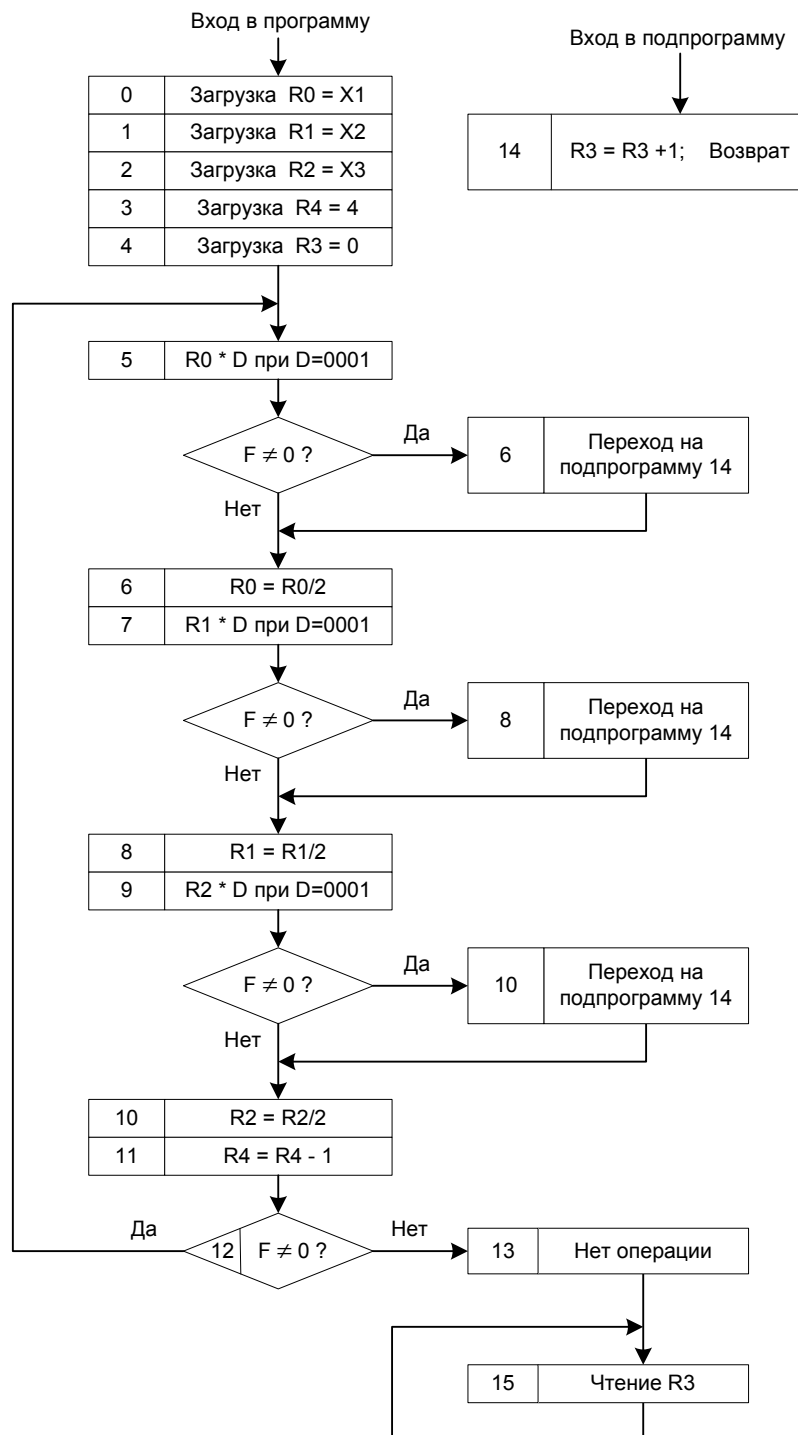 Вход в программу
Вход в подпрограмму
0 Загрузка R0 = X1
1 Загрузка R1 = X2
2 Загрузка R2 = X3
3 Загрузка R4 = 4
4 Загрузка R3 = 0
14 R3 = R3 +1; Возврат
5 R0 * D при D=0001
F ≠ 0 ?
Да
Нет
6 Переход на
подпрограмму 14
6 R0 = R0/2
7 R1 * D при D=0001
F ≠ 0 ?
Да
Нет
8 Переход на
подпрограмму 14
8 R1 = R1/2
9 R2 * D при D=0001
F ≠ 0 ?
Да
Нет
10 Переход на
подпрограмму 14
10 R2 = R2/2
11 R4 = R4 - 1
Да
12 F ≠ 0 ?
Нет
13 Нет операции
15 Чтение R3